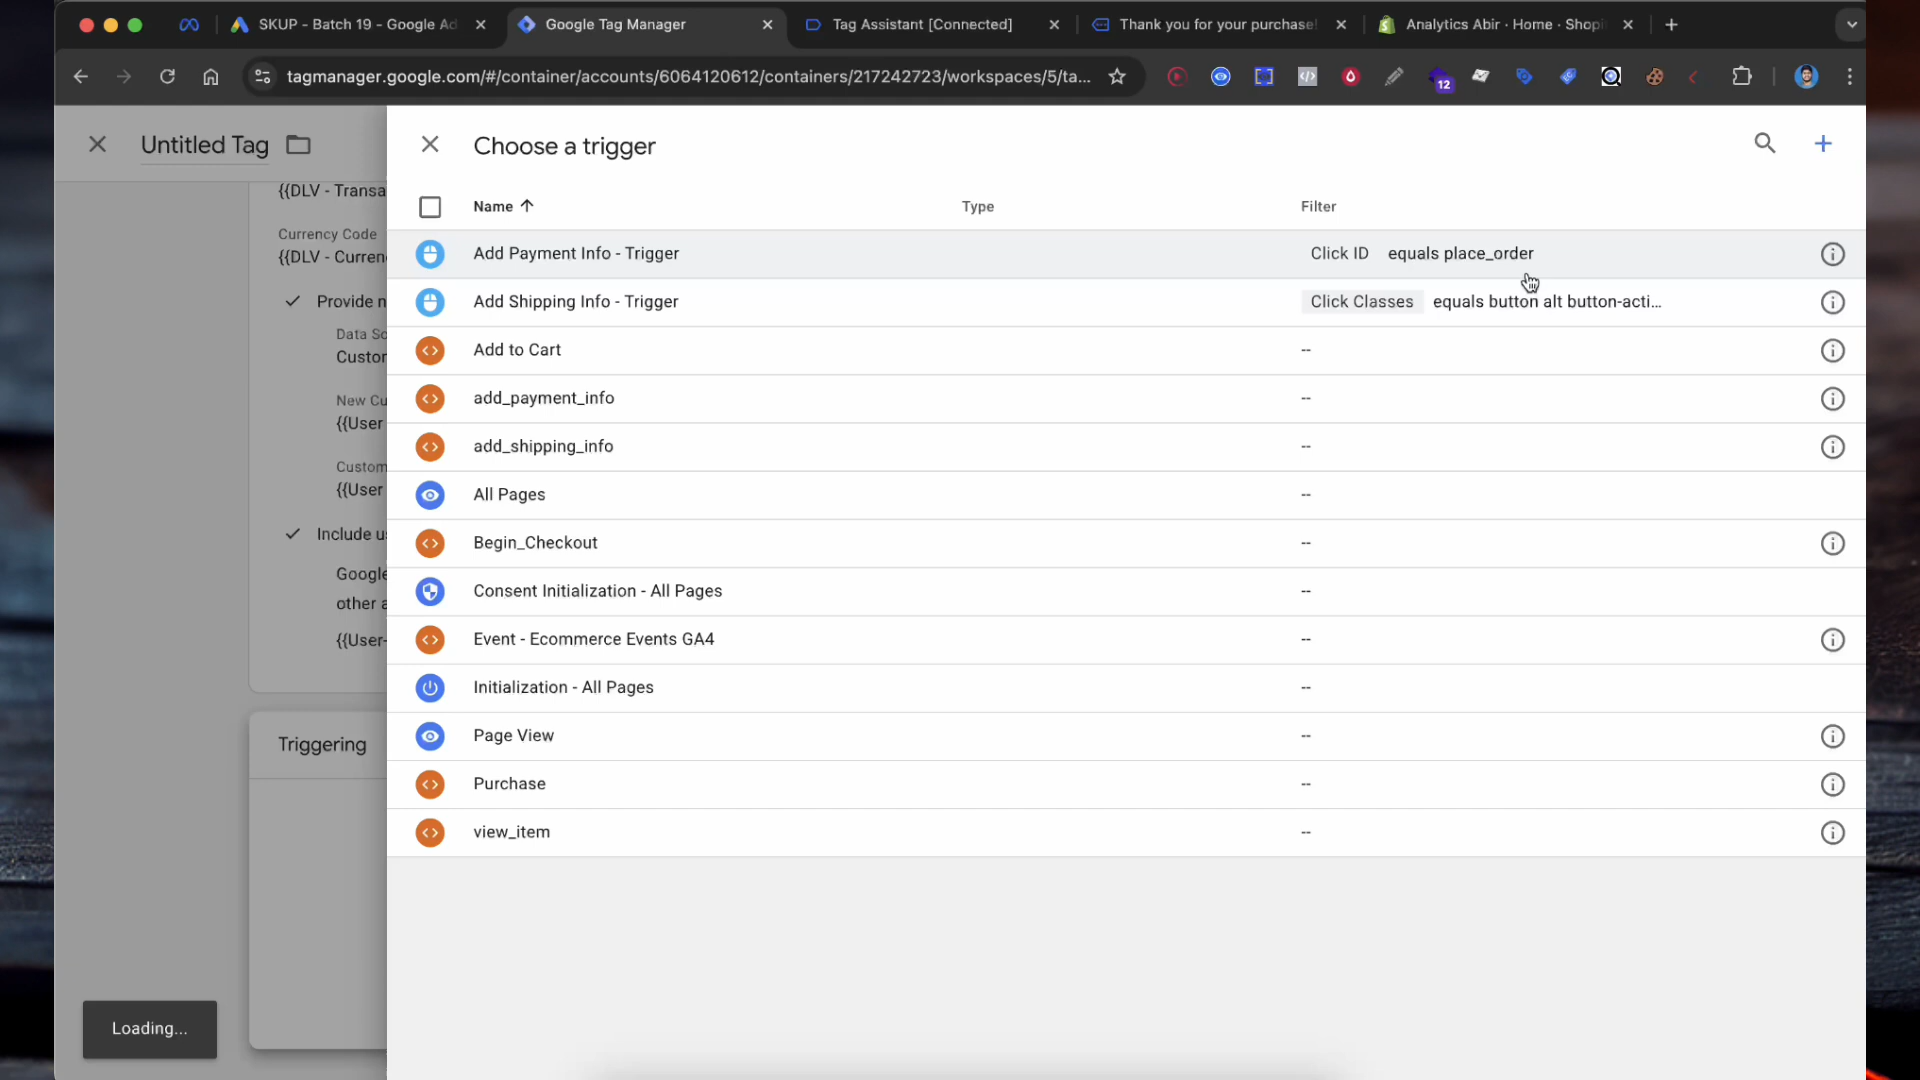 SKUP - Batch 19 - Google Ad
Google Tag Manager
Tag Assistant [Connected]
Thank you for your purchase!
Analytics Abir · Home · Shopi
tagmanager.google.com/#/container/accounts/6064120612/containers/217242723/workspaces/5/ta...
12
Untitled Tag
Choose a trigger
Name
Type
Filter
{{DLV - Transa
Currency Code
{{DLV - Curren
Provide n
Data So
Custor
New Cu
{{User
Custom
{{User
Include u
Google
other a
{{User-
Triggering
Add Payment Info - Trigger
Click ID equals place_order
Add Shipping Info - Trigger
Click Classes equals button alt button-acti...
Add to Cart
--
add_payment_info
--
add_shipping_info
--
All Pages
--
Begin_Checkout
--
Consent Initialization - All Pages
--
Event - Ecommerce Events GA4
--
Initialization - All Pages
--
Page View
--
Purchase
--
view_item
--
Loading...